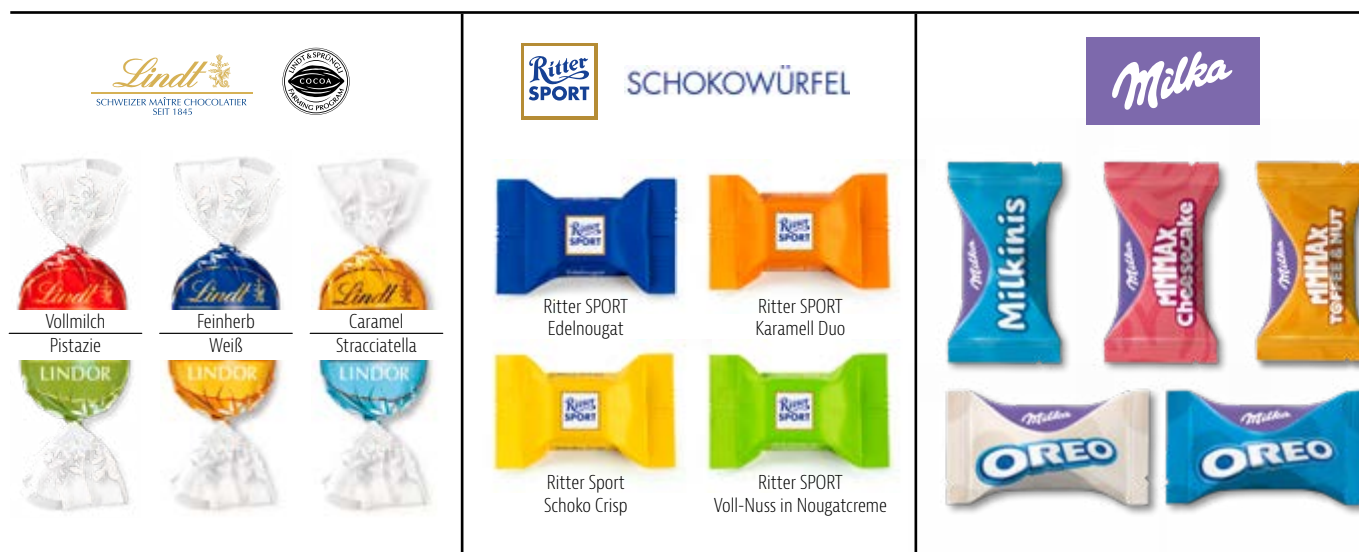 Lindt
SCHWEIZER MAÎTRE CHOCOLATIER
SEIT 1845
LINDT & SPRÜNGLI
COCOA
FARMING PROGRAM
Lindt
Lindt
Lindt
Vollmilch
Feinherb
Caramel
Pistazie
Weiß
Stracciatella
LINDOR
LINDOR
LINDOR
Ritter
SPORT
SCHOKOWÜRFEL
Ritter
SPORT
Edelnougat
Ritter
SPORT
Ritter SPORT
Edelnougat
Ritter SPORT
Karamell Duo
Ritter
SPORT
Ritter
SPORT
Ritter Sport
Schoko Crisp
Ritter SPORT
Voll-Nuss in Nougatcreme
Milka
Milka
Milkinis
Milka
MMMAX
Cheesecake
Milka
MMMAX
TOFFEE & NUT
Milka
OREO
Milka
OREO